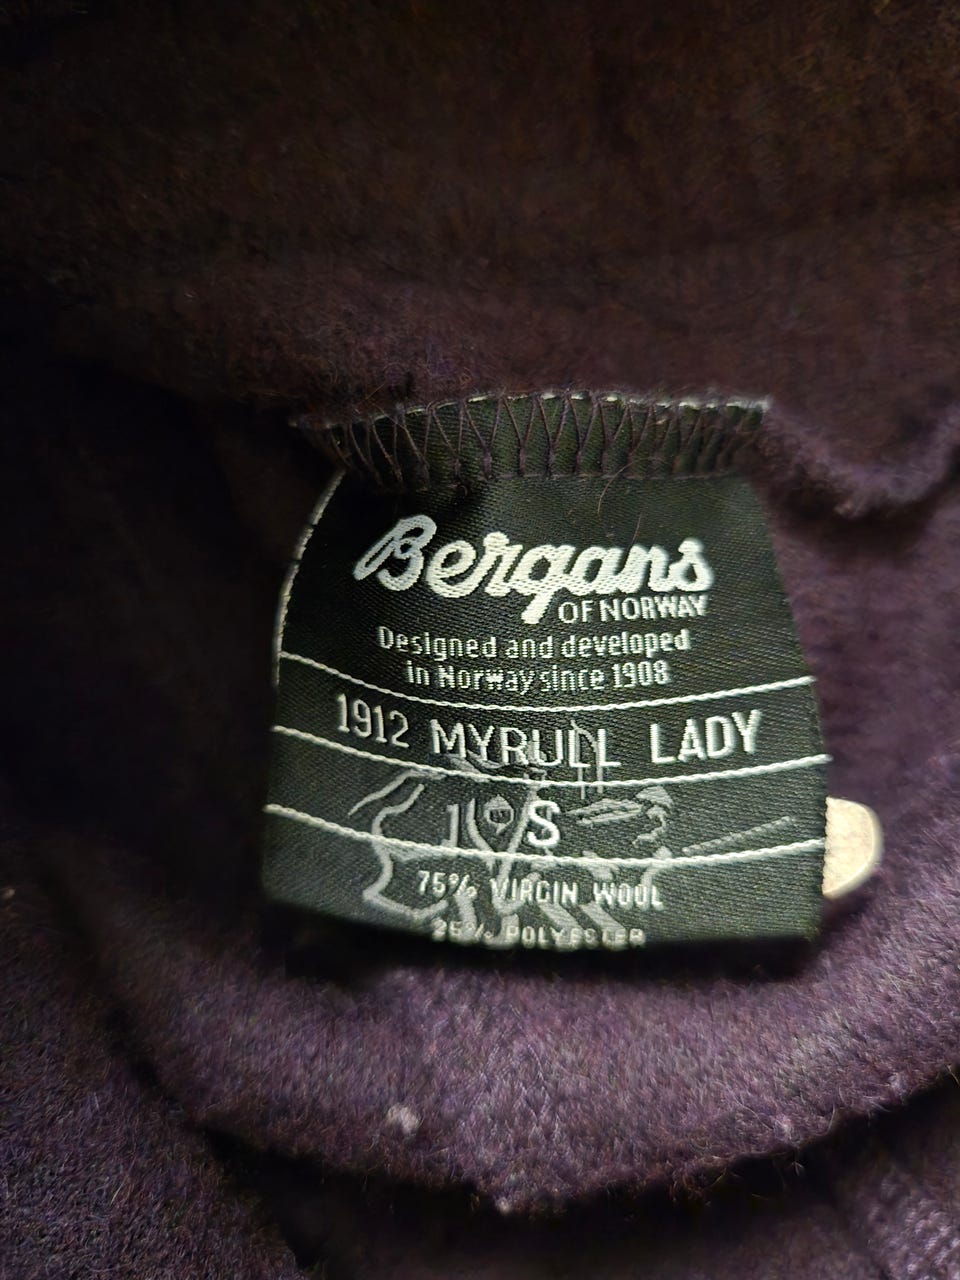 Bergans
OF NORWAY
Designed and developed
in Norway since 1908
1912 MYRULL LADY
S
75% VIRGIN WOOL
25% POLYESTER